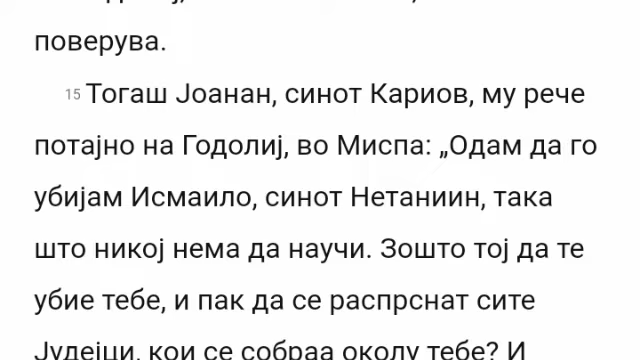 поверува.
15 Тогаш Јоанан, синот Кариов, му рече
потајно на Годолиј, во Миспа: „Одам да го
убијам Исмаило, синот Нетаниин, така
што никој нема да научи. Зошто тој да те
убие тебе, и пак да се распрснат сите
Јудејци, кои се собраа околу тебе? И